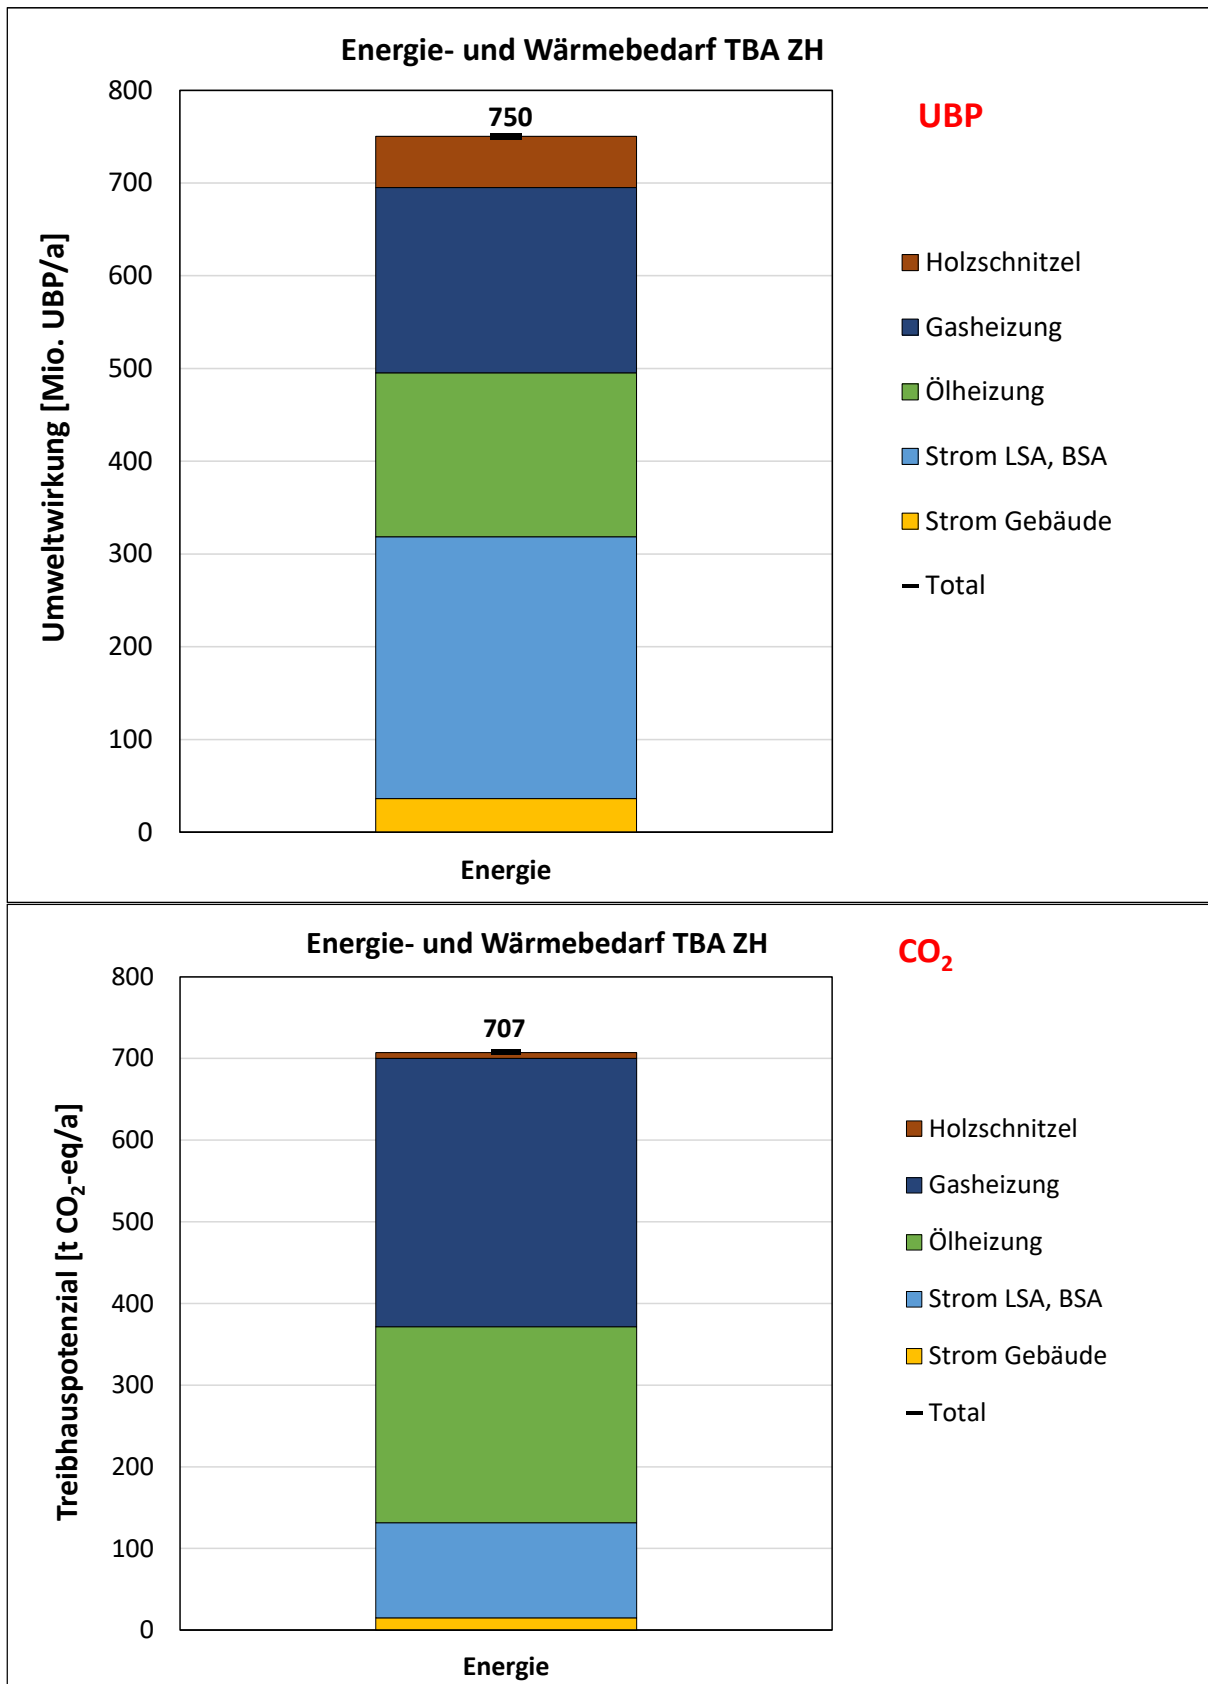 Energie- und Wärmebedarf TBA ZH
UBP
800
700
600
500
400
300
200
100
0
Umweltwirkung [Mio. UBP/a]
750
Energie
Holzschnitzel
Gasheizung
Ölheizung
Strom LSA, BSA
Strom Gebäude
Total
Energie- und Wärmebedarf TBA ZH
CO₂
800
700
600
500
400
300
200
100
0
Treibhauspotenzial [t CO₂-eq/a]
707
Energie
Holzschnitzel
Gasheizung
Ölheizung
Strom LSA, BSA
Strom Gebäude
Total